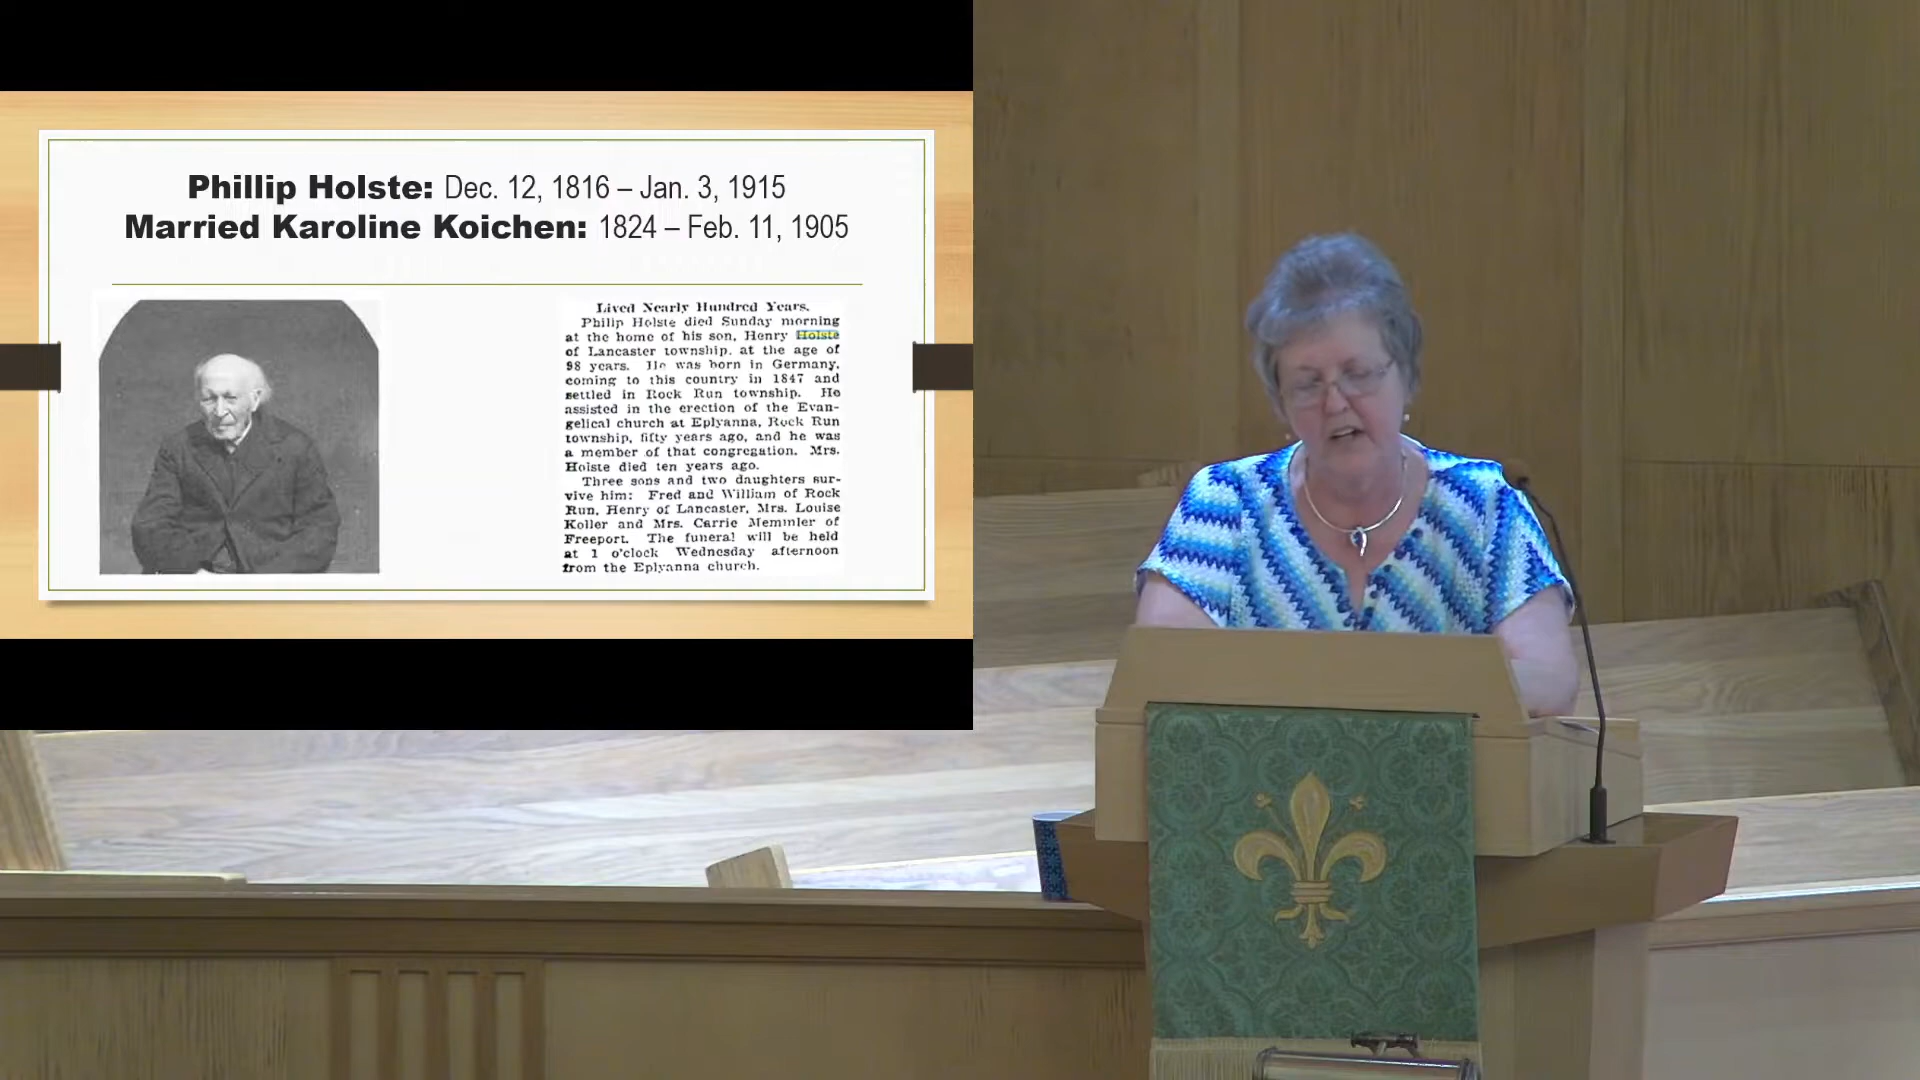 Phillip Holste: Dec. 12, 1816 – Jan. 3, 1915
Married Karoline Koichen: 1824 – Feb. 11, 1905
Lived Nearly Hundred Years.
Philip Holste died Sunday morning
at the home of his son, Henry Holste
of Lancaster township, at the age of
98 years. He was born in Germany,
coming to this country in 1847 and
settled in Rock Run township. He
assisted in the erection of the Evan-
gelical church at Eplyanna, Rock Run
township, fifty years ago, and he was
a member of that congregation. Mrs.
Holste died ten years ago.
Three sons and two daughters sur-
vive him: Fred and William of Rock
Run, Henry of Lancaster, Mrs. Louise
Koller and Mrs. Carrie Memmler of
Freeport. The funeral will be held
at 1 o'clock Wednesday afternoon
from the Eplyanna church.